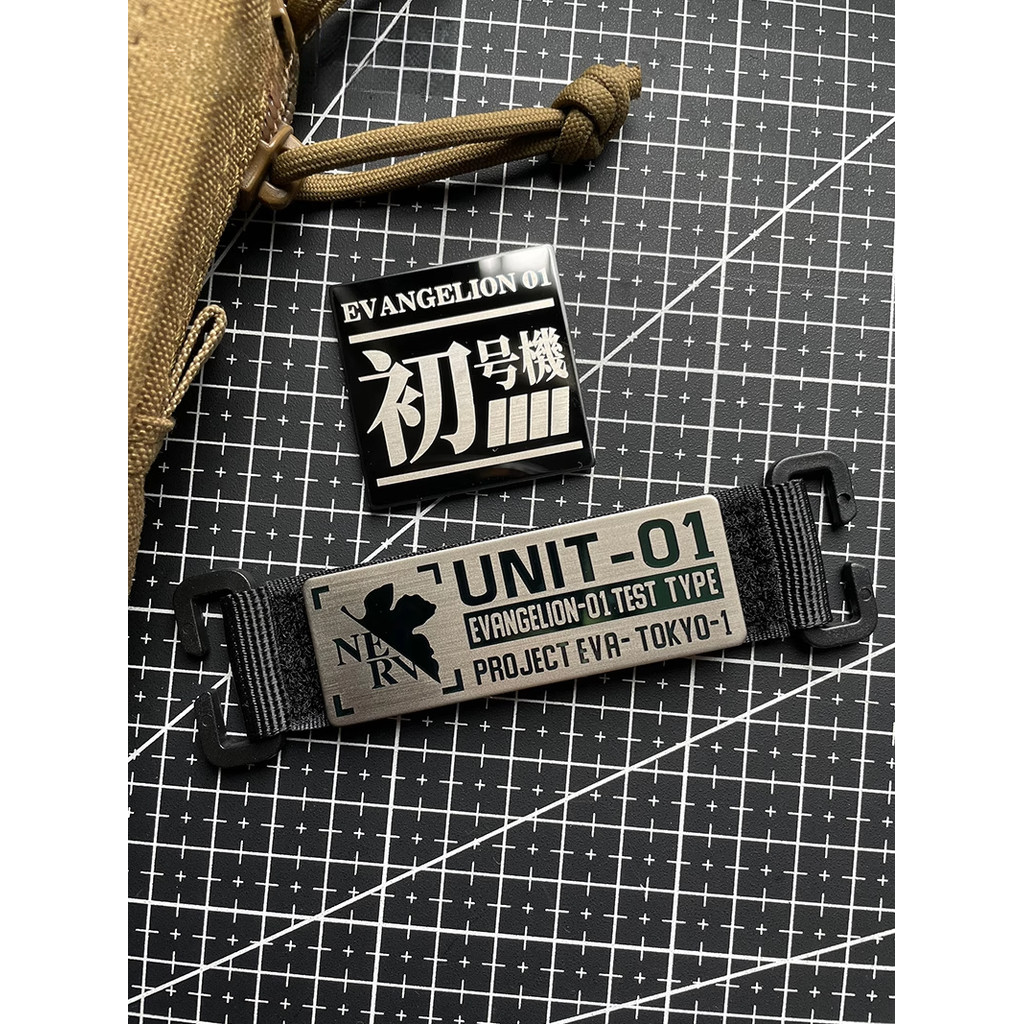 EVANGELION 01
初号機
UNIT-01
EVANGELION-01 TEST TYPE
PROJECT EVA- TOKYO-1
NERV